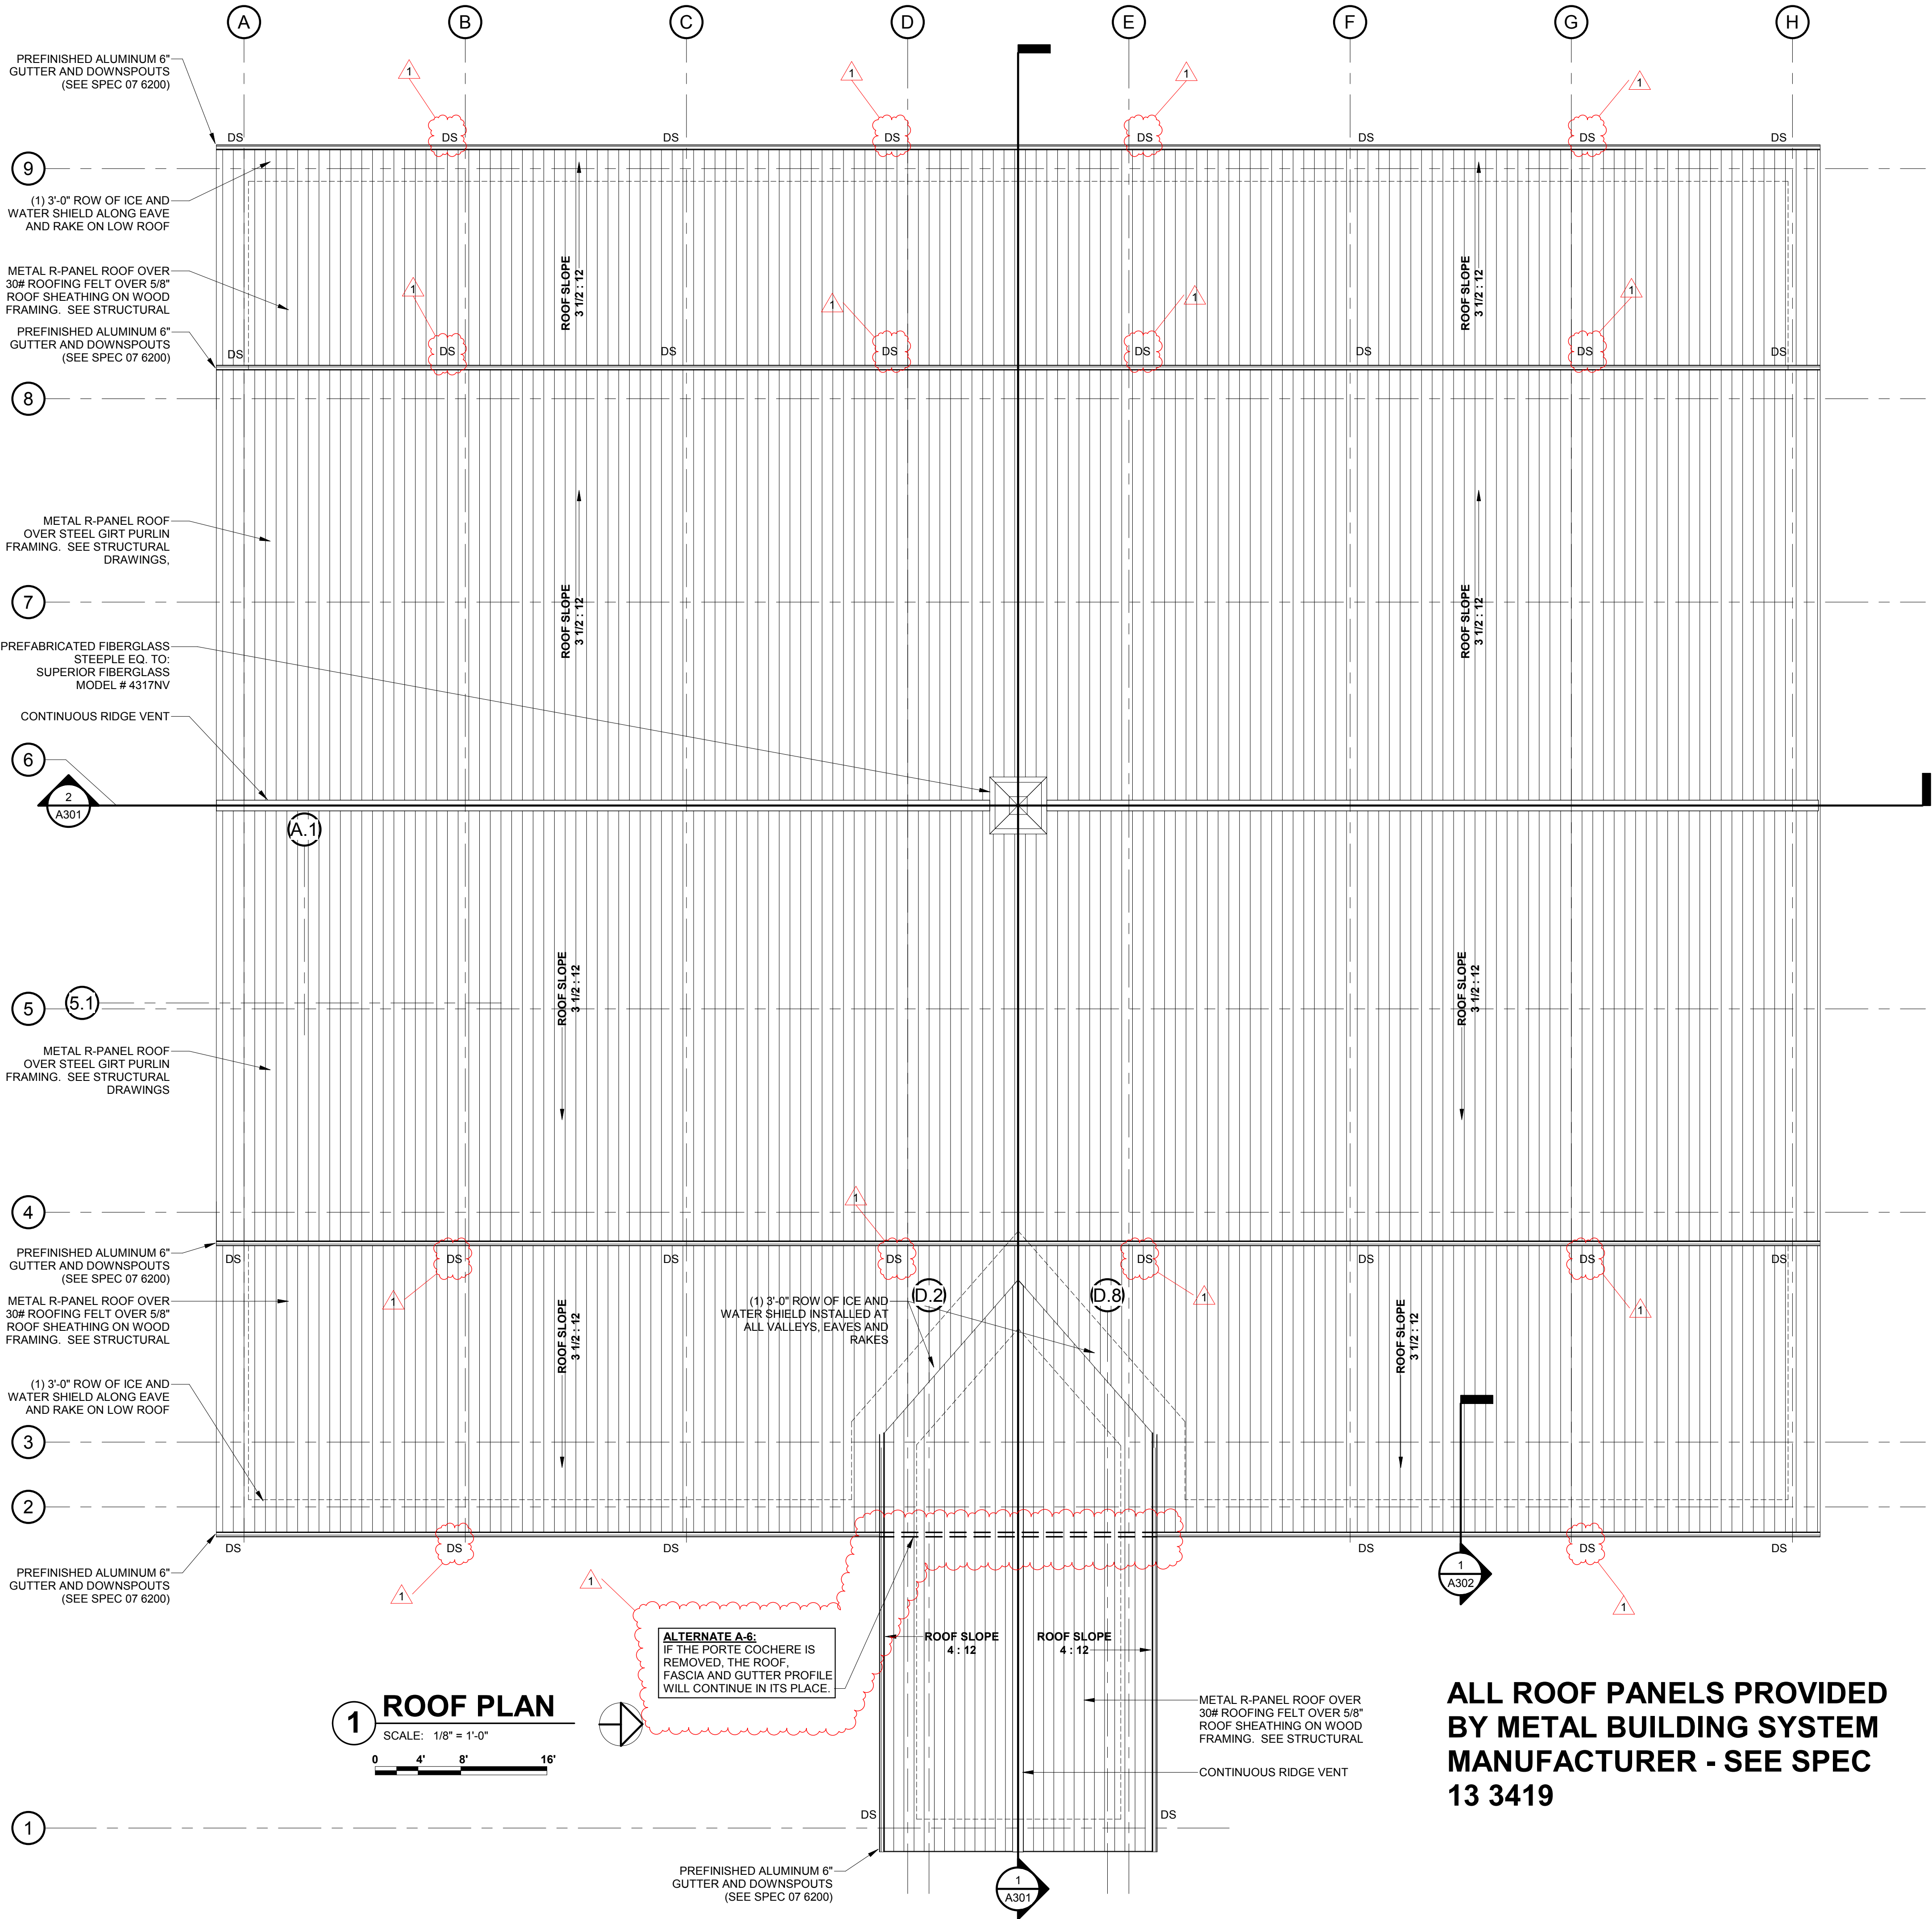 A
B
C
D
E
F
G
H
PREFINISHED ALUMINUM 6"
GUTTER AND DOWNSPOUTS
(SEE SPEC 07 6200)
1
1
1
1
DS
DS
DS
DS
DS
DS
DS
DS
9
(1) 3'-0" ROW OF ICE AND
WATER SHIELD ALONG EAVE
AND RAKE ON LOW ROOF
METAL R-PANEL ROOF OVER
30# ROOFING FELT OVER 5/8"
ROOF SHEATHING ON WOOD
FRAMING. SEE STRUCTURAL
ROOF SLOPE
3 1/2 : 12
ROOF SLOPE
3 1/2 : 12
1
1
1
1
PREFINISHED ALUMINUM 6"
GUTTER AND DOWNSPOUTS
(SEE SPEC 07 6200)
DS
DS
DS
DS
DS
DS
DS
DS
8
METAL R-PANEL ROOF
OVER STEEL GIRT PURLIN
FRAMING. SEE STRUCTURAL
DRAWINGS,
7
ROOF SLOPE
3 1/2 : 12
ROOF SLOPE
3 1/2 : 12
PREFABRICATED FIBERGLASS
STEEPLE EQ. TO:
SUPERIOR FIBERGLASS
MODEL # 4317NV
CONTINUOUS RIDGE VENT
6
2
A301
A.1
5
5.1
ROOF SLOPE
3 1/2 : 12
ROOF SLOPE
3 1/2 : 12
METAL R-PANEL ROOF
OVER STEEL GIRT PURLIN
FRAMING. SEE STRUCTURAL
DRAWINGS
4
1
PREFINISHED ALUMINUM 6"
GUTTER AND DOWNSPOUTS
(SEE SPEC 07 6200)
DS
DS
DS
DS
DS
DS
DS
DS
1
1
1
METAL R-PANEL ROOF OVER
30# ROOFING FELT OVER 5/8"
ROOF SHEATHING ON WOOD
FRAMING. SEE STRUCTURAL
ROOF SLOPE
3 1/2 : 12
(1) 3'-0" ROW OF ICE AND
WATER SHIELD INSTALLED AT
ALL VALLEYS, EAVES AND
RAKES
D.2
D.8
ROOF SLOPE
3 1/2 : 12
(1) 3'-0" ROW OF ICE AND
WATER SHIELD ALONG EAVE
AND RAKE ON LOW ROOF
3
2
DS
DS
DS
DS
DS
DS
PREFINISHED ALUMINUM 6"
GUTTER AND DOWNSPOUTS
(SEE SPEC 07 6200)
1
1
1
1
A302
ALTERNATE A-6:
IF THE PORTE COCHERE IS
REMOVED, THE ROOF,
FASCIA AND GUTTER PROFILE
WILL CONTINUE IN ITS PLACE.
ROOF SLOPE
4 : 12
ROOF SLOPE
4 : 12
1
ROOF PLAN
SCALE: 1/8" = 1'-0"
0 4' 8' 16'
METAL R-PANEL ROOF OVER
30# ROOFING FELT OVER 5/8"
ROOF SHEATHING ON WOOD
FRAMING. SEE STRUCTURAL
CONTINUOUS RIDGE VENT
ALL ROOF PANELS PROVIDED
BY METAL BUILDING SYSTEM
MANUFACTURER - SEE SPEC
13 3419
DS
DS
1
PREFINISHED ALUMINUM 6"
GUTTER AND DOWNSPOUTS
(SEE SPEC 07 6200)
1
A301